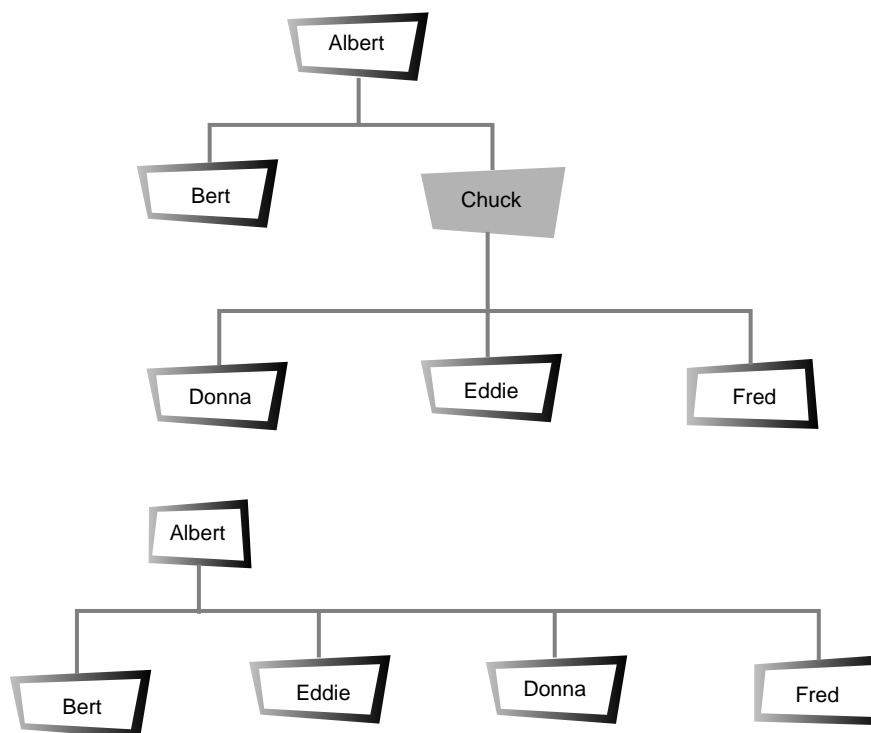 Albert
Bert
Chuck
Donna
Eddie
Fred
Albert
Bert
Eddie
Donna
Fred